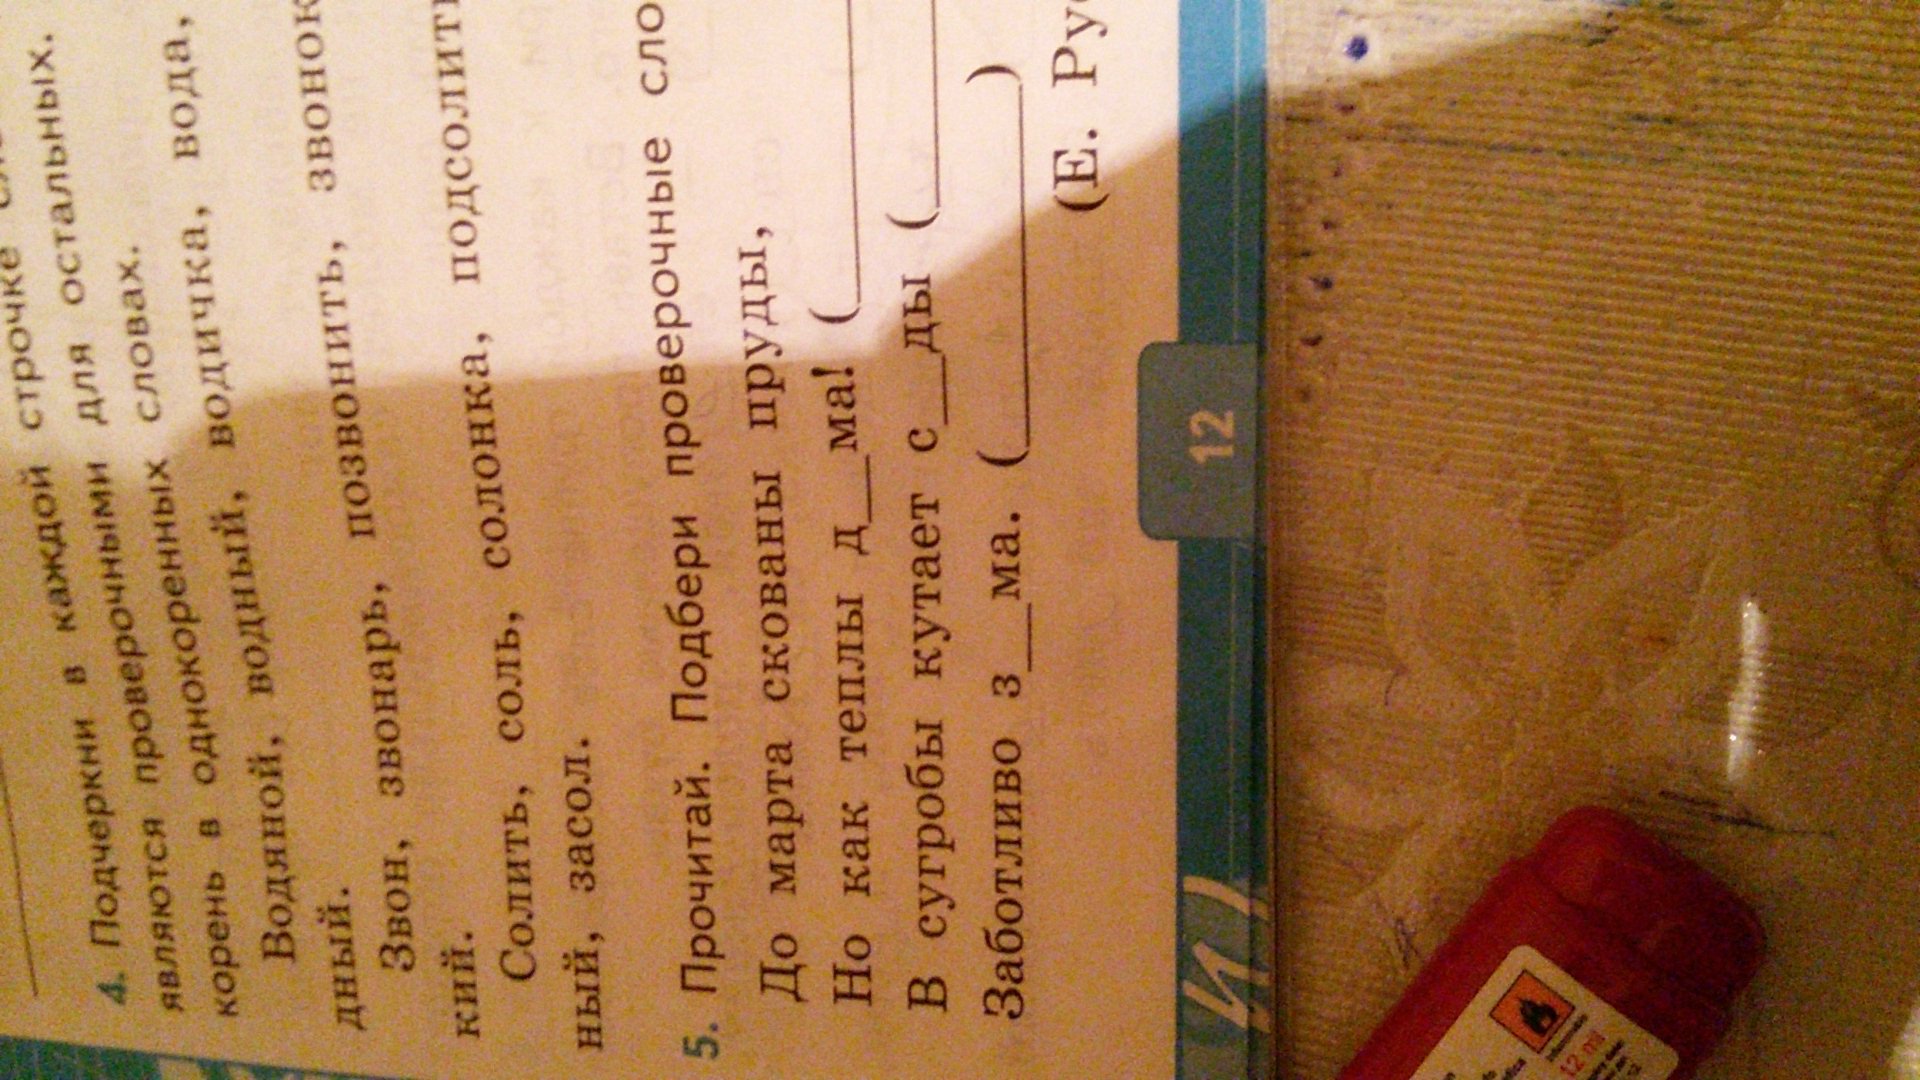 строчке
4. Подчеркни в каждой
являются проверочными для остальных.
корень в однокоренных словах.
Водяной, водный, водичка, вода,
дный.
Звон, звонарь, позвонить, звонок
кий.
Солить, соль, солонка, подсолить
ный, засол.
5. Прочитай. Подбери проверочные сло
До марта скованы пруды,
Но как теплы д__ма! (
В сугробы кутает с__ды (
Заботливо з__ма. ( )
(Е. Ру
12
12 ml